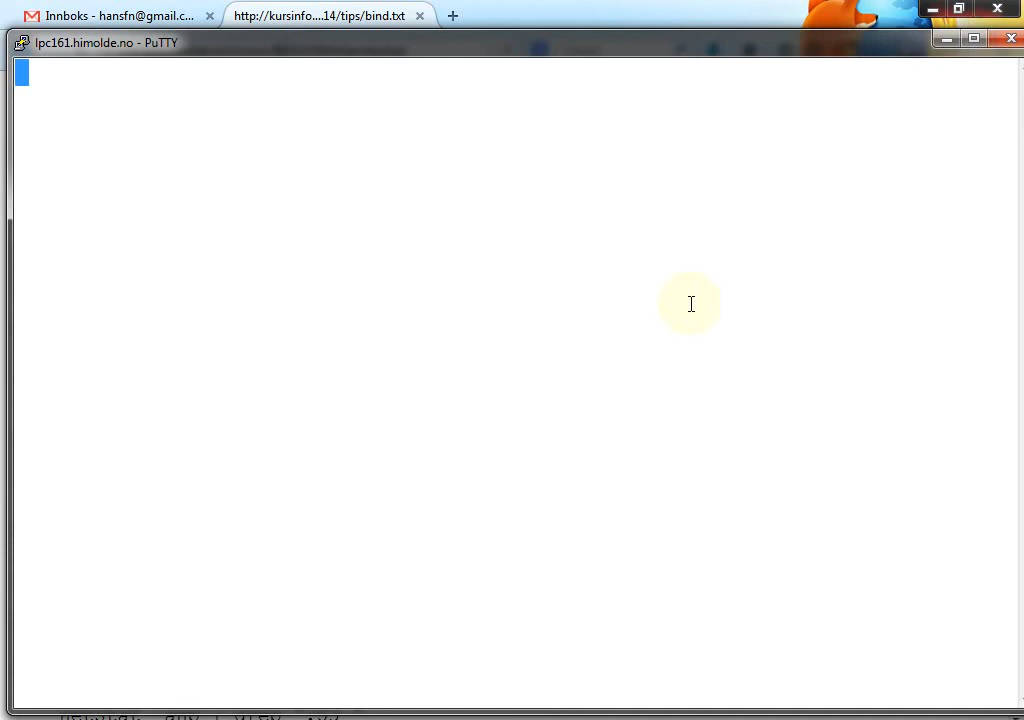 Innboks - hansfn@gmail.c...
http://kursinfo....14/tips/bind.txt
lpc161.himolde.no - PuTTY